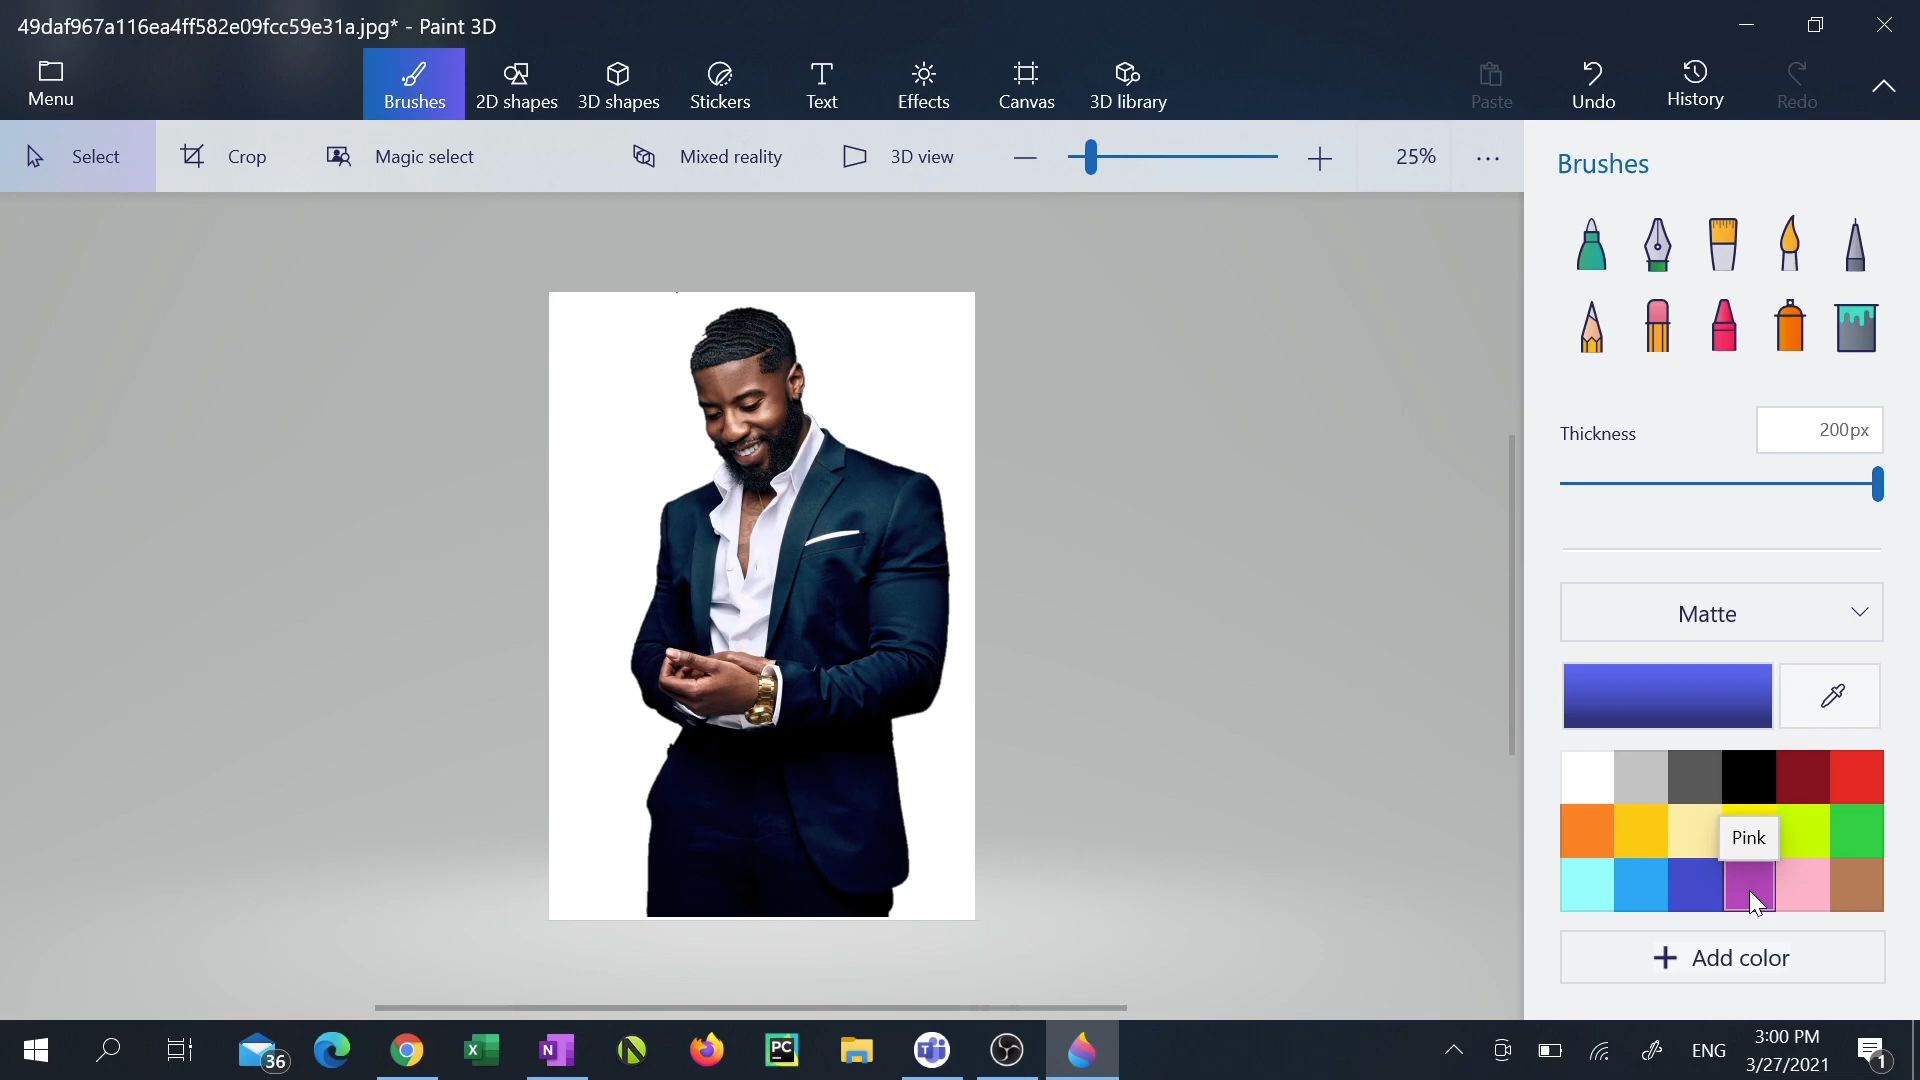 49daf967a116ea4ff582e09fcc59e31a.jpg* - Paint 3D
Menu
Brushes
2D shapes
3D shapes
Stickers
Text
Effects
Canvas
3D library
Paste
Undo
History
Redo
Select
Crop
Magic select
Mixed reality
3D view
25%
Brushes
Thickness
200px
Matte
Pink
Add color
36
N
PC
T
ENG
3:00 PM
3/27/2021
1